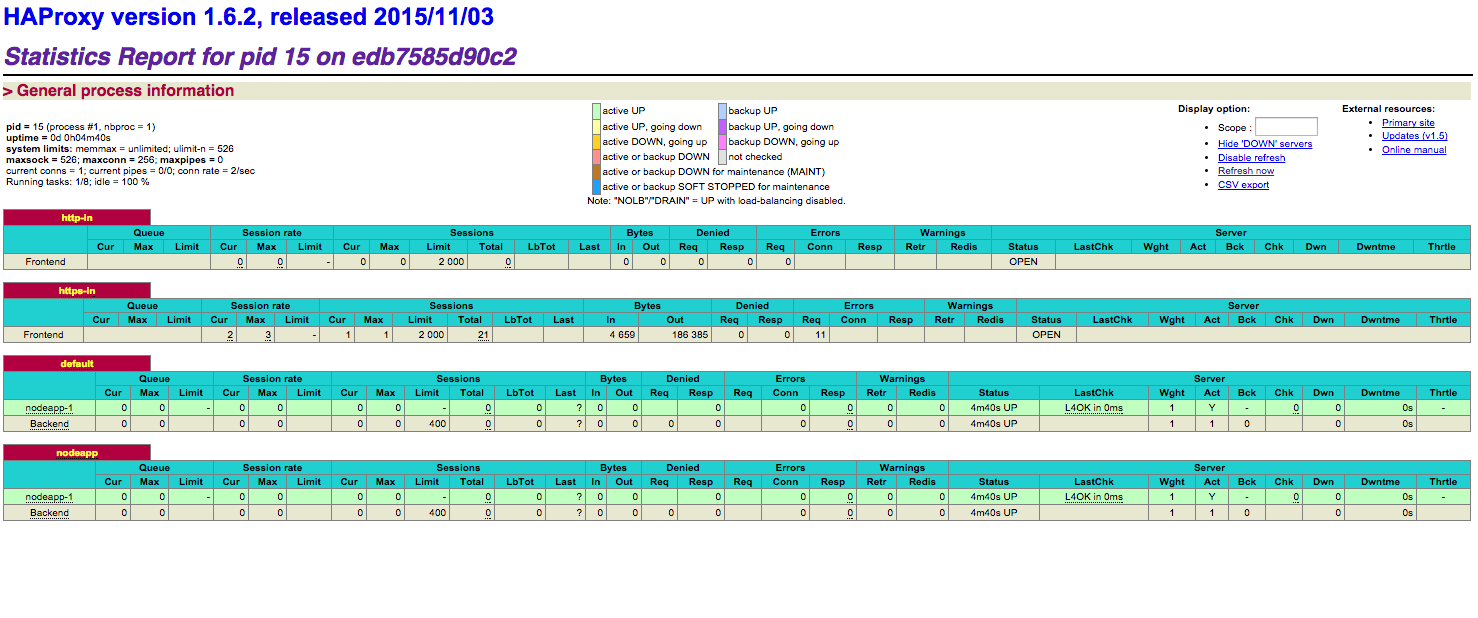 HAProxy version 1.6.2, released 2015/11/03
Statistics Report for pid 15 on edb7585d90c2
> General process information
pid = 15 (process #1, nbproc = 1)
uptime = 0d 0h04m40s
system limits: memmax = unlimited; ulimit-n = 526
maxsock = 526; maxconn = 256; maxpipes = 0
current conns = 1; current pipes = 0/0; conn rate = 2/sec
Running tasks: 1/8; idle = 100 %
active UP backup UP
active UP, going down backup UP, going down
active DOWN, going up backup DOWN, going up
active or backup DOWN not checked
active or backup DOWN for maintenance (MAINT)
active or backup SOFT STOPPED for maintenance
Note: "NOLB"/"DRAIN" = UP with load-balancing disabled.
Display option:
• Scope :
• Hide 'DOWN' servers
• Disable refresh
• Refresh now
• CSV export
External resources:
• Primary site
• Updates (v1.5)
• Online manual
http-in
Queue Session rate Sessions Bytes Denied Errors Warnings Server
Cur Max Limit Cur Max Limit Cur Max Limit Total LbTot Last In Out Req Resp Req Conn Resp Retr Redis Status LastChk Wght Act Bck Chk Dwn Dwntme Thrtle
Frontend 0 0 - 0 0 2 000 0 0 0 0 0 0 OPEN
https-in
Queue Session rate Sessions Bytes Denied Errors Warnings Server
Cur Max Limit Cur Max Limit Cur Max Limit Total LbTot Last In Out Req Resp Req Conn Resp Retr Redis Status LastChk Wght Act Bck Chk Dwn Dwntme Thrtle
Frontend 2 3 - 1 1 2 000 21 4 659 186 385 0 0 11 OPEN
default
Queue Session rate Sessions Bytes Denied Errors Warnings Server
Cur Max Limit Cur Max Limit Cur Max Limit Total LbTot Last In Out Req Resp Req Conn Resp Retr Redis Status LastChk Wght Act Bck Chk Dwn Dwntme Thrtle
nodeapp-1 0 0 - 0 0 0 0 - 0 0 ? 0 0 0 0 0 0 0 4m40s UP L4OK in 0ms 1 Y - 0 0 0s -
Backend 0 0 0 0 0 0 400 0 0 ? 0 0 0 0 0 0 0 0 4m40s UP 1 1 0 0 0s
nodeapp
Queue Session rate Sessions Bytes Denied Errors Warnings Server
Cur Max Limit Cur Max Limit Cur Max Limit Total LbTot Last In Out Req Resp Req Conn Resp Retr Redis Status LastChk Wght Act Bck Chk Dwn Dwntme Thrtle
nodeapp-1 0 0 - 0 0 0 0 - 0 0 ? 0 0 0 0 0 0 0 4m40s UP L4OK in 0ms 1 Y - 0 0 0s -
Backend 0 0 0 0 0 0 400 0 0 ? 0 0 0 0 0 0 0 0 4m40s UP 1 1 0 0 0s